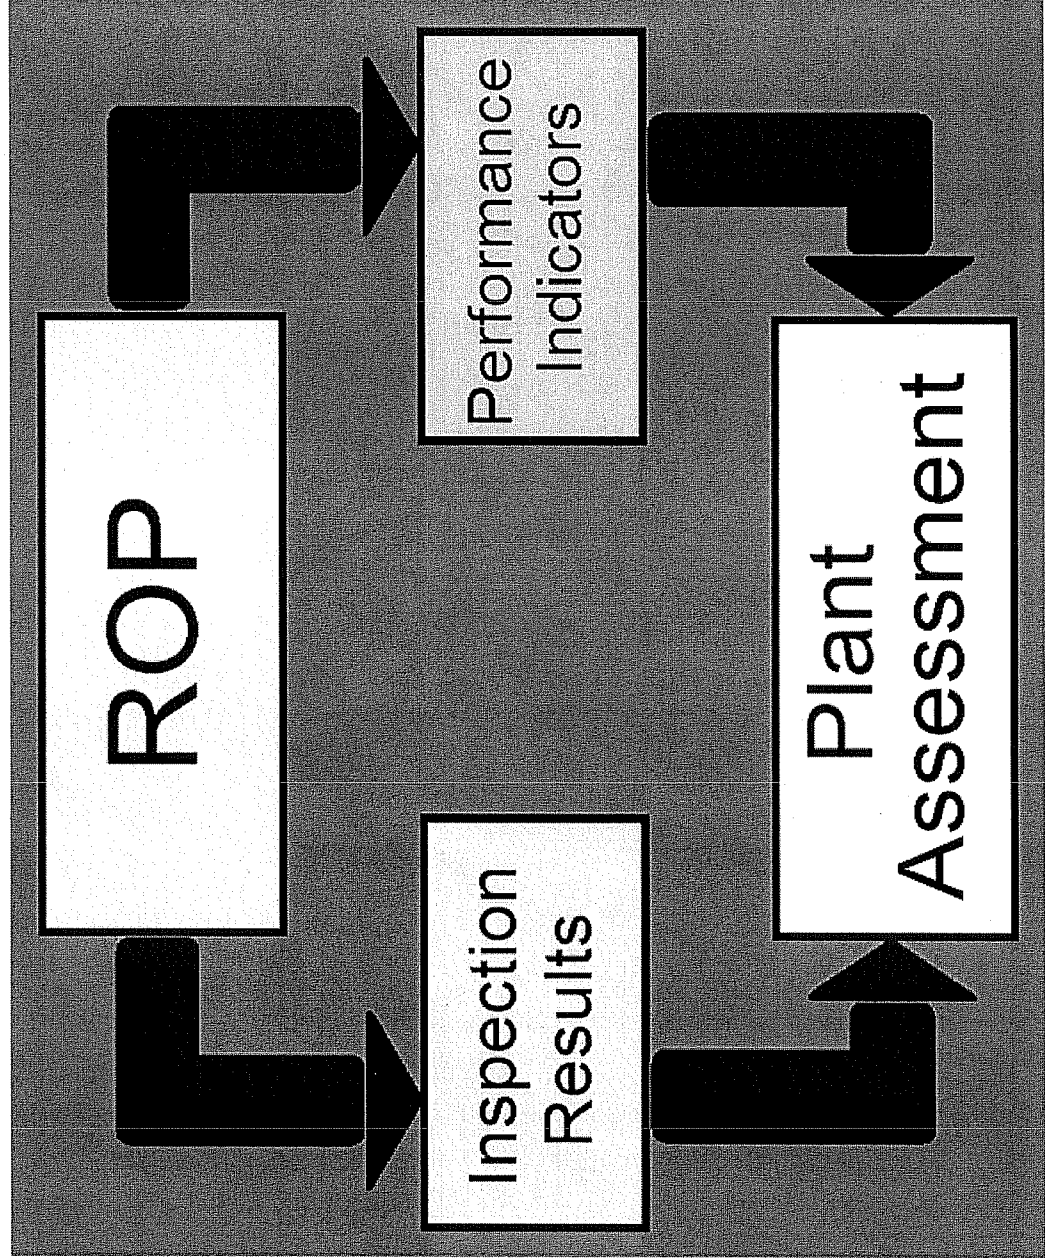 ROP
Inspection
Results
Performance
Indicators
Plant
Assessment